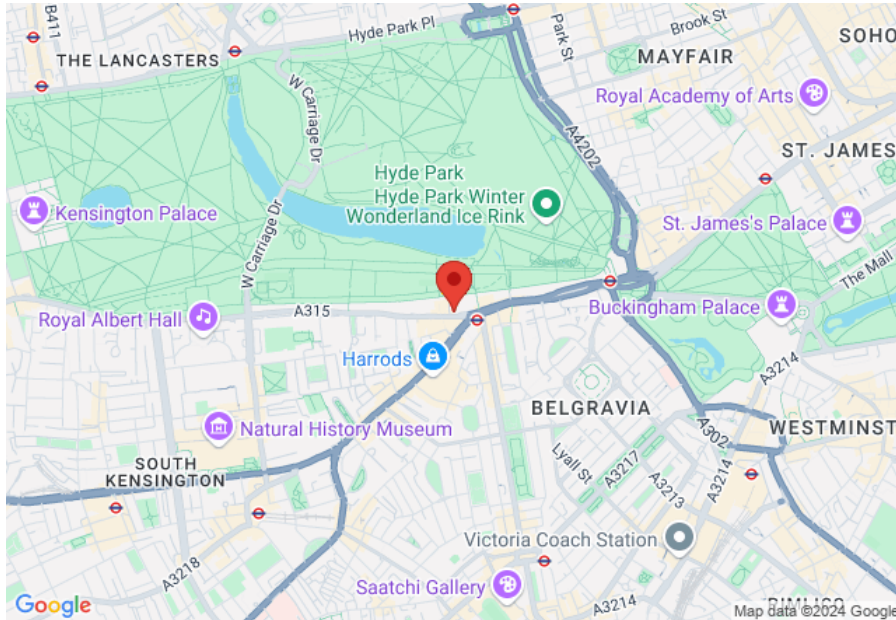 B411
Hyde Park Pl
Park St
Brook St
SOHO
THE LANCASTERS
MAYFAIR
W Carriage Dr
Royal Academy of Arts
A4202
ST. JAMES
Hyde Park
Hyde Park Winter
Wonderland Ice Rink
Kensington Palace
W Carriage Dr
St. James's Palace
The Mall
Royal Albert Hall
A315
Buckingham Palace
Harrods
A3214
BELGRAVIA
Natural History Museum
A302
WESTMINST
SOUTH
KENSINGTON
Lyall St
A3217
A3213
A3214
Victoria Coach Station
A3218
Saatchi Gallery
A3214
PIMLICO
Google
Map data ©2024 Google